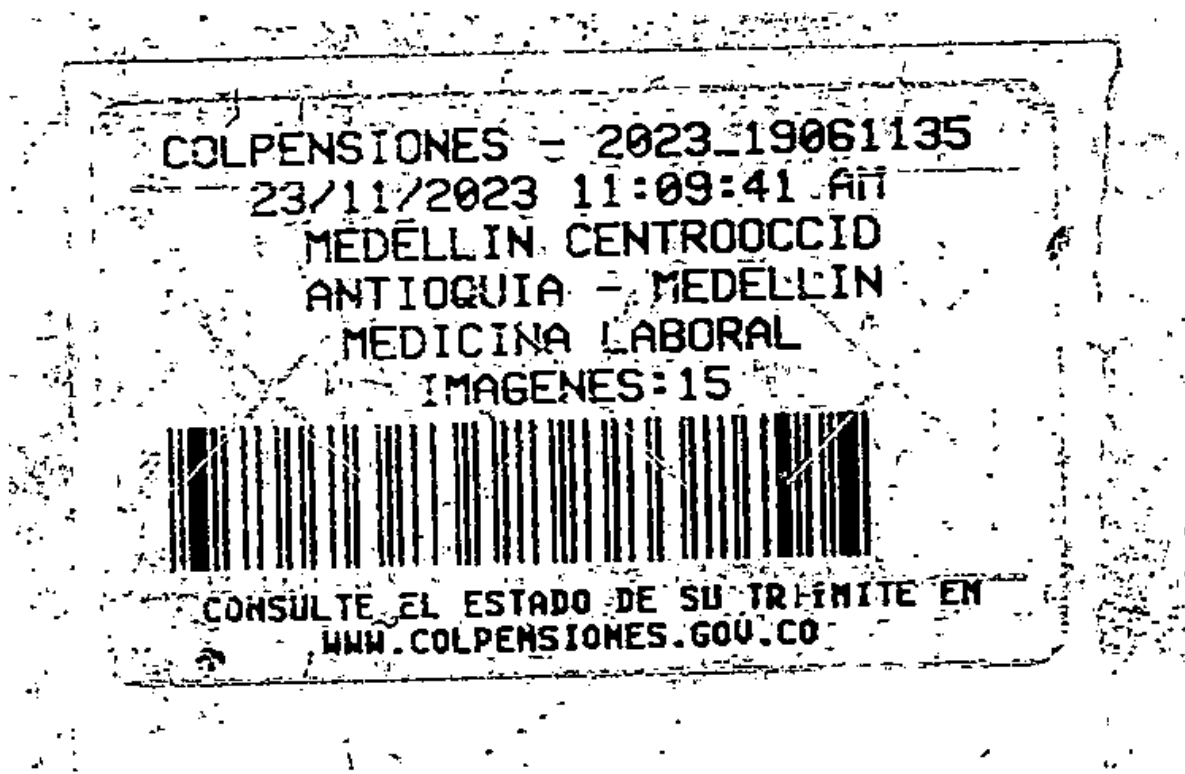 COLPENSIONES - 2023_19061135
23/11/2023 11:09:41 AM
MEDELLIN CENTROOCCID
ANTIOQUIA - MEDELLIN
MEDICINA LABORAL
IMAGENES:15
CONSULTE EL ESTADO DE SU TRAMITE EN
WWW.COLPENSIONES.GOV.CO